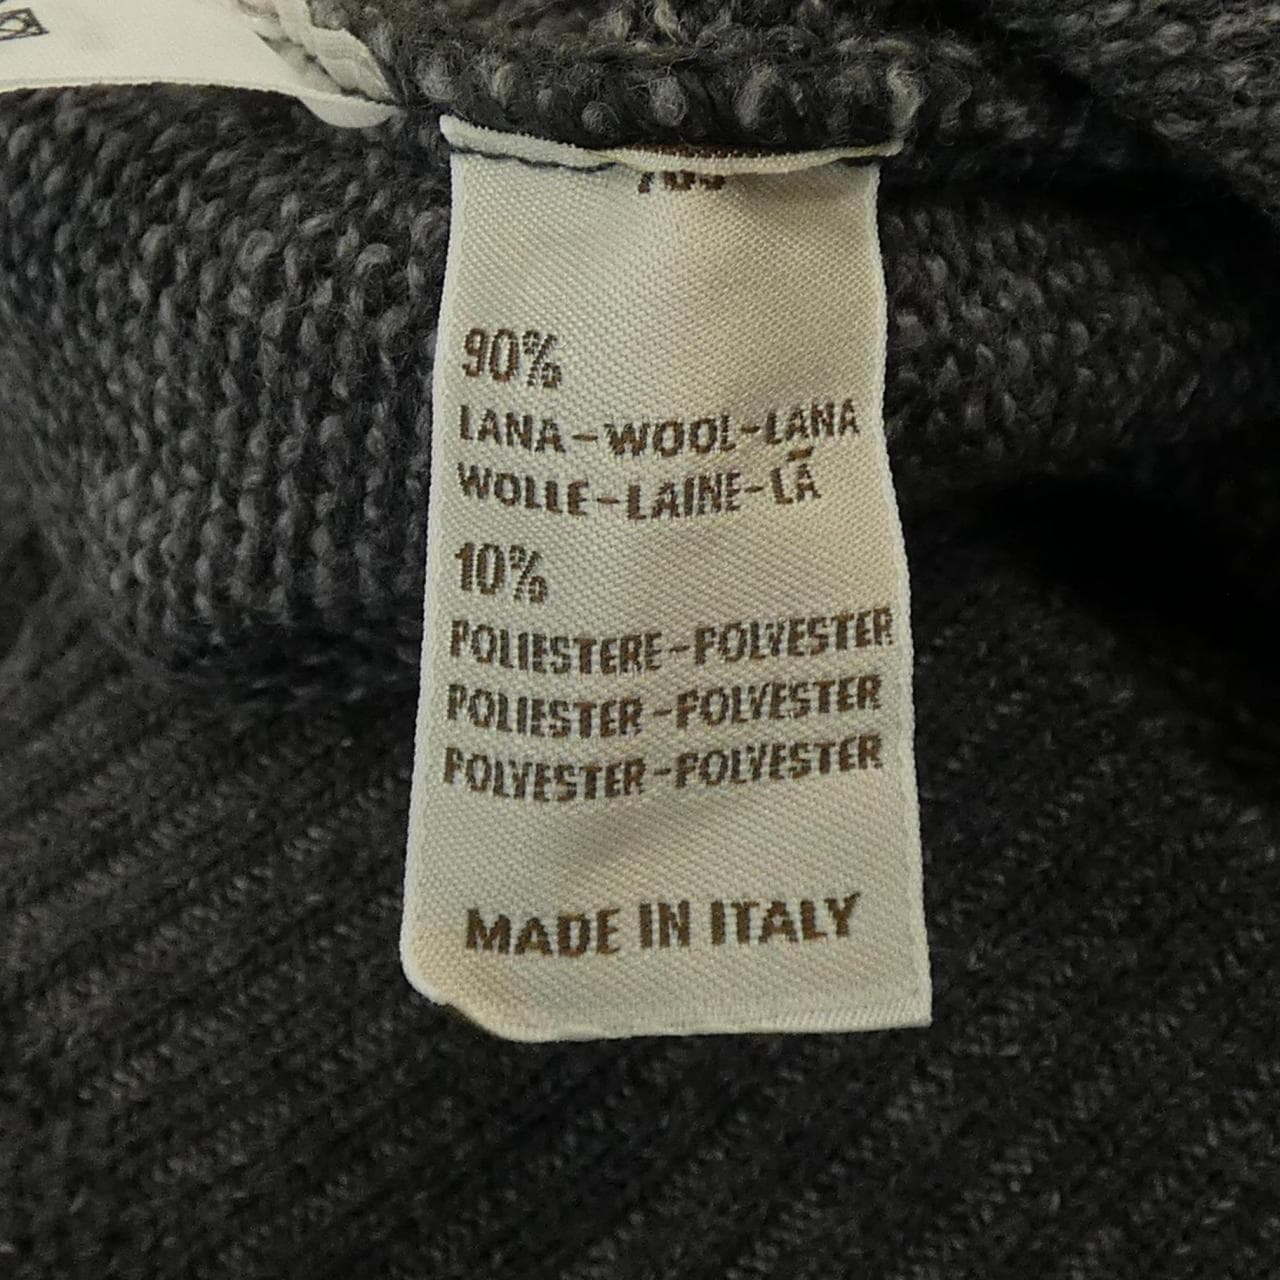 90%
LANA-WOOL-LANA
WOLLE-LAINE-LÃ
10%
POLIESTERE-POLYESTER
POLIESTER-POLYESTER
POLYESTER-POLYESTER
MADE IN ITALY